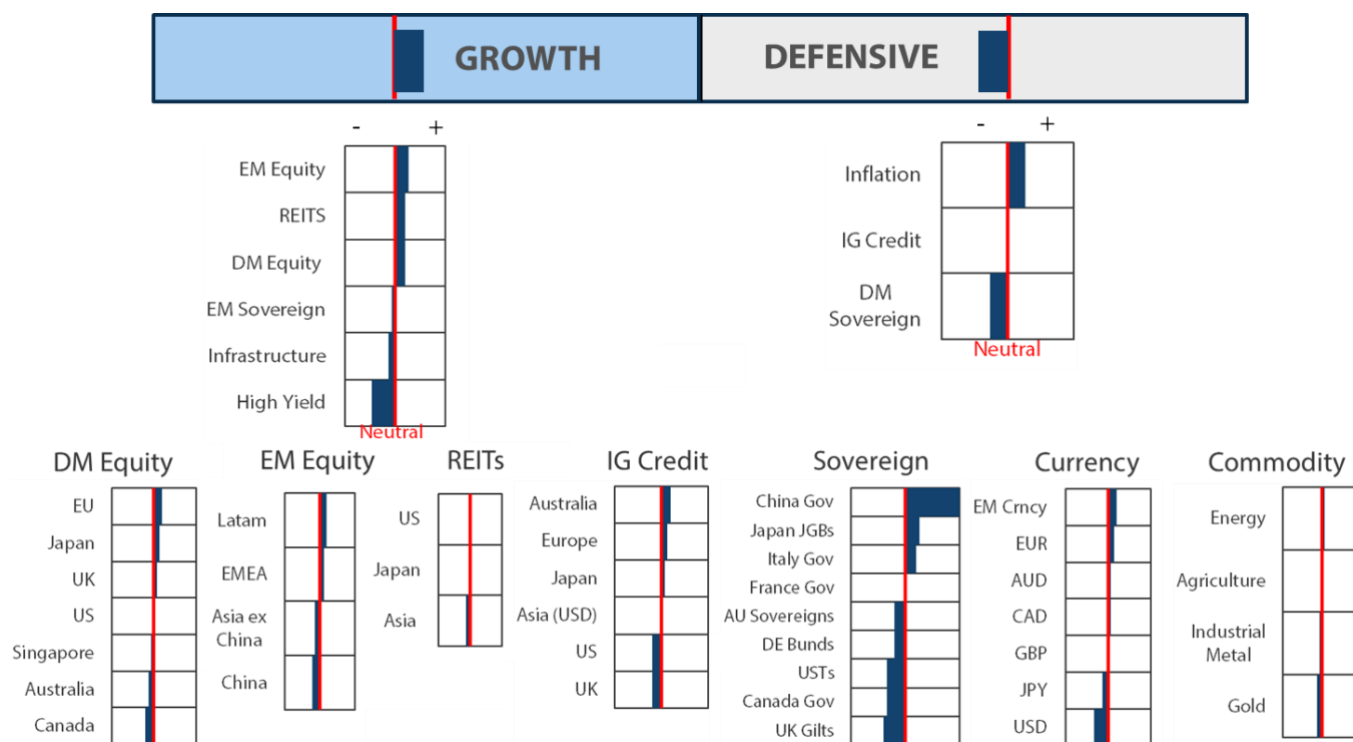 GROWTH
DEFENSIVE
- +
EM Equity
REITS
DM Equity
EM Sovereign
Infrastructure
High Yield
Neutral
- +
Inflation
IG Credit
DM
Sovereign
Neutral
DM Equity
EU
Japan
UK
US
Singapore
Australia
Canada
EM Equity
Latam
EMEA
Asia ex
China
China
REITs
US
Japan
Asia
IG Credit
Australia
Europe
Japan
Asia (USD)
US
UK
Sovereign
China Gov
Japan JGBs
Italy Gov
France Gov
AU Sovereigns
DE Bunds
USTs
Canada Gov
UK Gilts
Currency
EM Crncy
EUR
AUD
CAD
GBP
JPY
USD
Commodity
Energy
Agriculture
Industrial
Metal
Gold